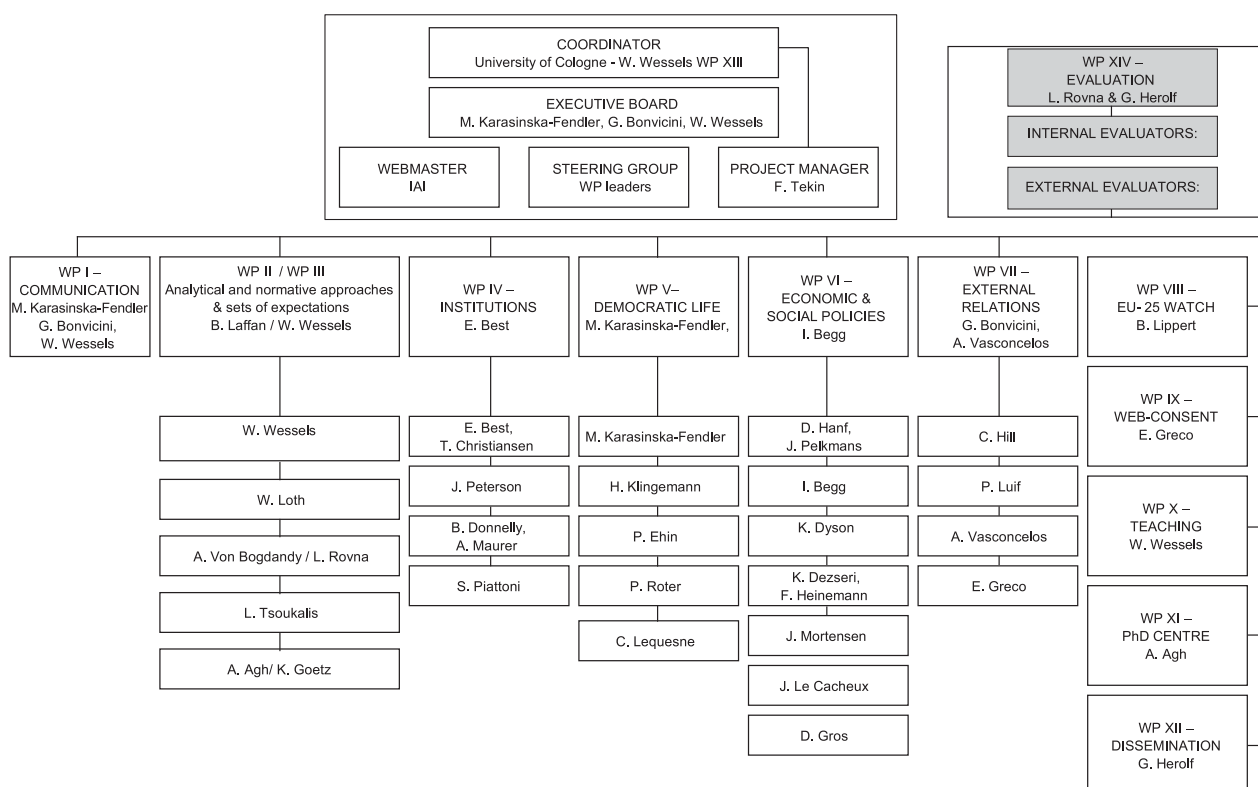 COORDINATOR
University of Cologne - W. Wessels WP XIII
EXECUTIVE BOARD
M. Karasinska-Fendler, G. Bonvicini, W. Wessels
WEBMASTER
IAI
STEERING GROUP
WP leaders
PROJECT MANAGER
F. Tekin
WP XIV –
EVALUATION
L. Rovna & G. Herolf
INTERNAL EVALUATORS:
EXTERNAL EVALUATORS:
WP I –
COMMUNICATION
M. Karasinska-Fendler
G. Bonvicini,
W. Wessels
WP II / WP III
Analytical and normative approaches
& sets of expectations
B. Laffan / W. Wessels
W. Wessels
W. Loth
A. Von Bogdandy / L. Rovna
L. Tsoukalis
A. Agh/ K. Goetz
WP IV –
INSTITUTIONS
E. Best
E. Best,
T. Christiansen
J. Peterson
B. Donnelly,
A. Maurer
S. Piattoni
WP V–
DEMOCRATIC LIFE
M. Karasinska-Fendler,
M. Karasinska-Fendler
H. Klingemann
P. Ehin
P. Roter
C. Lequesne
WP VI –
ECONOMIC &
SOCIAL POLICIES
I. Begg
D. Hanf,
J. Pelkmans
I. Begg
K. Dyson
K. Dezseri,
F. Heinemann
J. Mortensen
J. Le Cacheux
D. Gros
WP VII –
EXTERNAL
RELATIONS
G. Bonvicini,
A. Vasconcelos
C. Hill
P. Luif
A. Vasconcelos
E. Greco
WP VIII –
EU- 25 WATCH
B. Lippert
WP IX –
WEB-CONSENT
E. Greco
WP X –
TEACHING
W. Wessels
WP XI –
PhD CENTRE
A. Agh
WP XII –
DISSEMINATION
G. Herolf